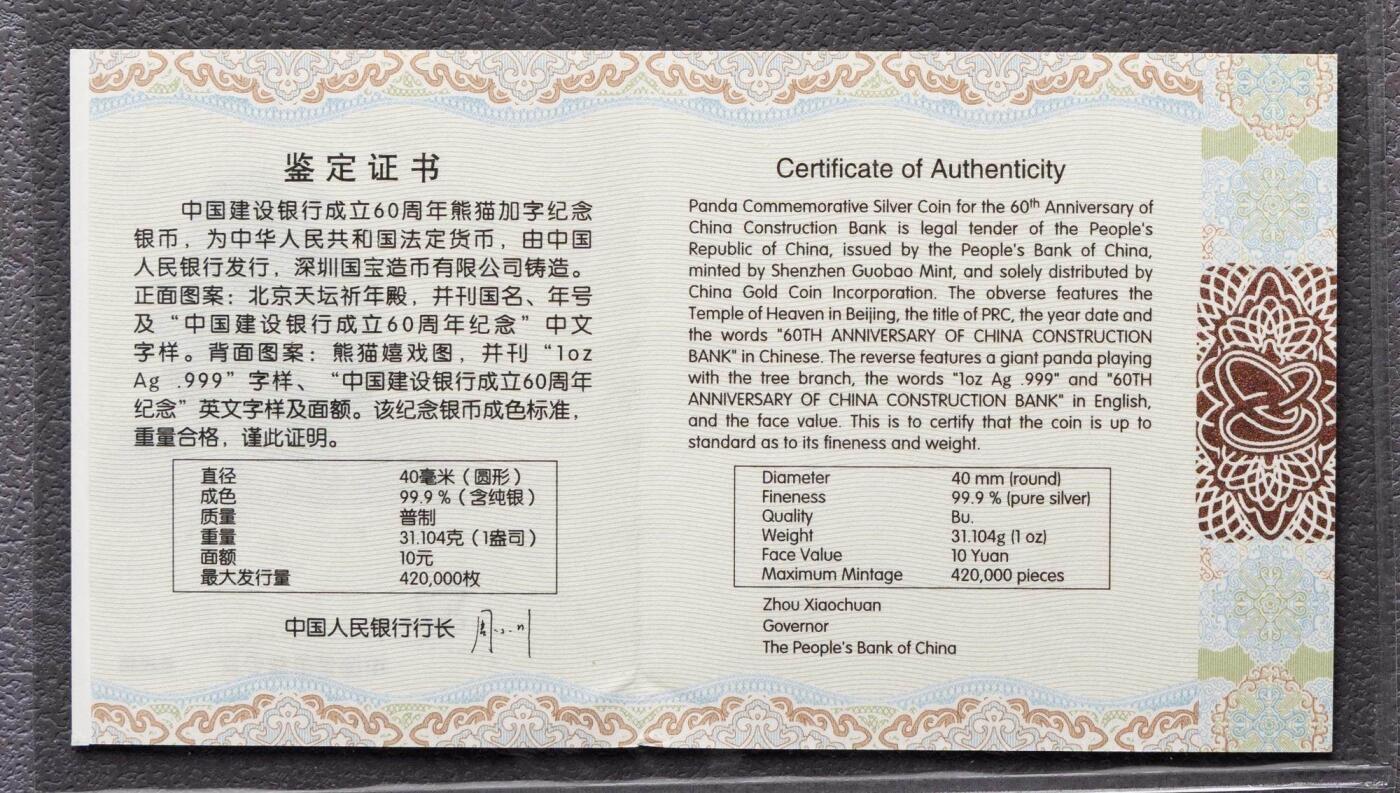 鉴定证书
中国建设银行成立60周年熊猫加字纪念
银币，为中华人民共和国法定货币，由中国
人民银行发行，深圳国宝造币有限公司铸造。
正面图案：北京天坛祈年殿，并刊国名、年号
及“中国建设银行成立60周年纪念”中文
字样。背面图案：熊猫嬉戏图，并刊“1oz
Ag .999”字样、“中国建设银行成立60周年
纪念”英文字样及面额。该纪念银币成色标准，
重量合格，谨此证明。
直径 40毫米（圆形）
成色 99.9 %（含纯银）
质量 普制
重量 31.104克（1盎司）
面额 10元
最大发行量 420,000枚
中国人民银行行长 周小川
Certificate of Authenticity
Panda Commemorative Silver Coin for the 60th Anniversary of
China Construction Bank is legal tender of the People's
Republic of China, issued by the People's Bank of China,
minted by Shenzhen Guobao Mint, and solely distributed by
China Gold Coin Incorporation. The obverse features the
Temple of Heaven in Beijing, the title of PRC, the year date and
the words "60TH ANNIVERSARY OF CHINA CONSTRUCTION
BANK" in Chinese. The reverse features a giant panda playing
with the tree branch, the words "1oz Ag .999" and "60TH
ANNIVERSARY OF CHINA CONSTRUCTION BANK" in English,
and the face value. This is to certify that the coin is up to
standard as to its fineness and weight.
Diameter 40 mm (round)
Fineness 99.9 % (pure silver)
Quality Bu.
Weight 31.104g (1 oz)
Face Value 10 Yuan
Maximum Mintage 420,000 pieces
Zhou Xiaochuan
Governor
The People's Bank of China